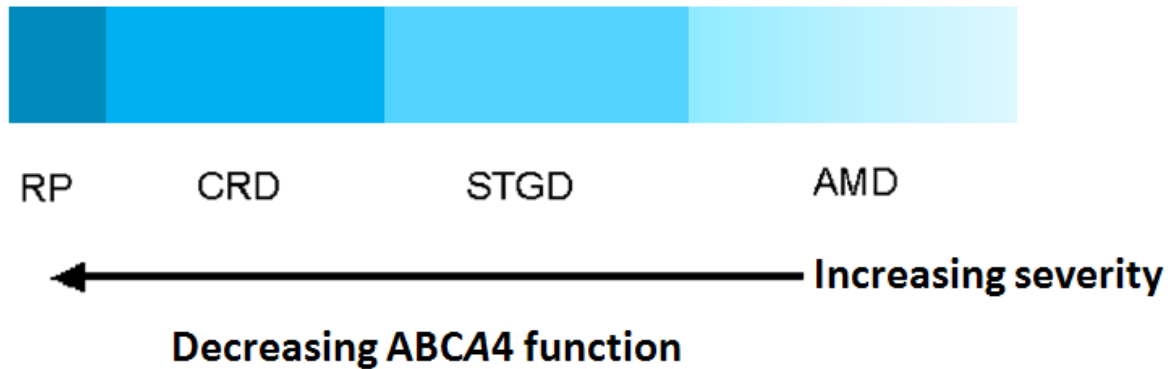 RP CRD STGD AMD
Increasing severity
Decreasing ABCA4 function